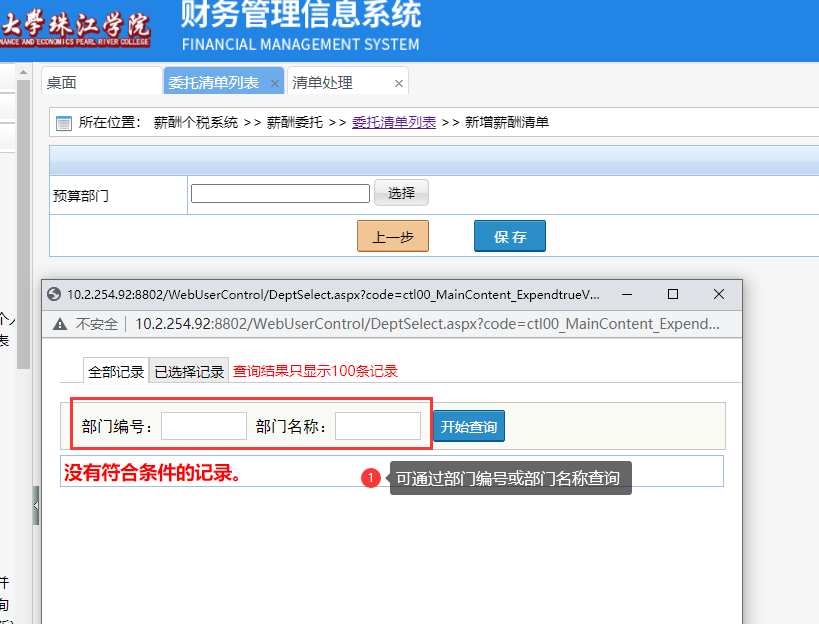 大學珠江学院
NANCE AND ECONOMICS PEARL RIVER COLLEGE
财务管理信息系统
FINANCIAL MANAGEMENT SYSTEM
桌面 委托清单列表 × 清单处理 ×
所在位置： 薪酬个税系统 >> 薪酬委托 >> 委托清单列表 >> 新增薪酬清单
预算部门 选择
上一步 保 存
10.2.254.92:8802/WebUserControl/DeptSelect.aspx?code=ctl00_MainContent_ExpendtrueV...
不安全 10.2.254.92:8802/WebUserControl/DeptSelect.aspx?code=ctl00_MainContent_Expend...
全部记录 已选择记录 查询结果只显示100条记录
部门编号： 部门名称： 开始查询
没有符合条件的记录。
1 可通过部门编号或部门名称查询
表
询